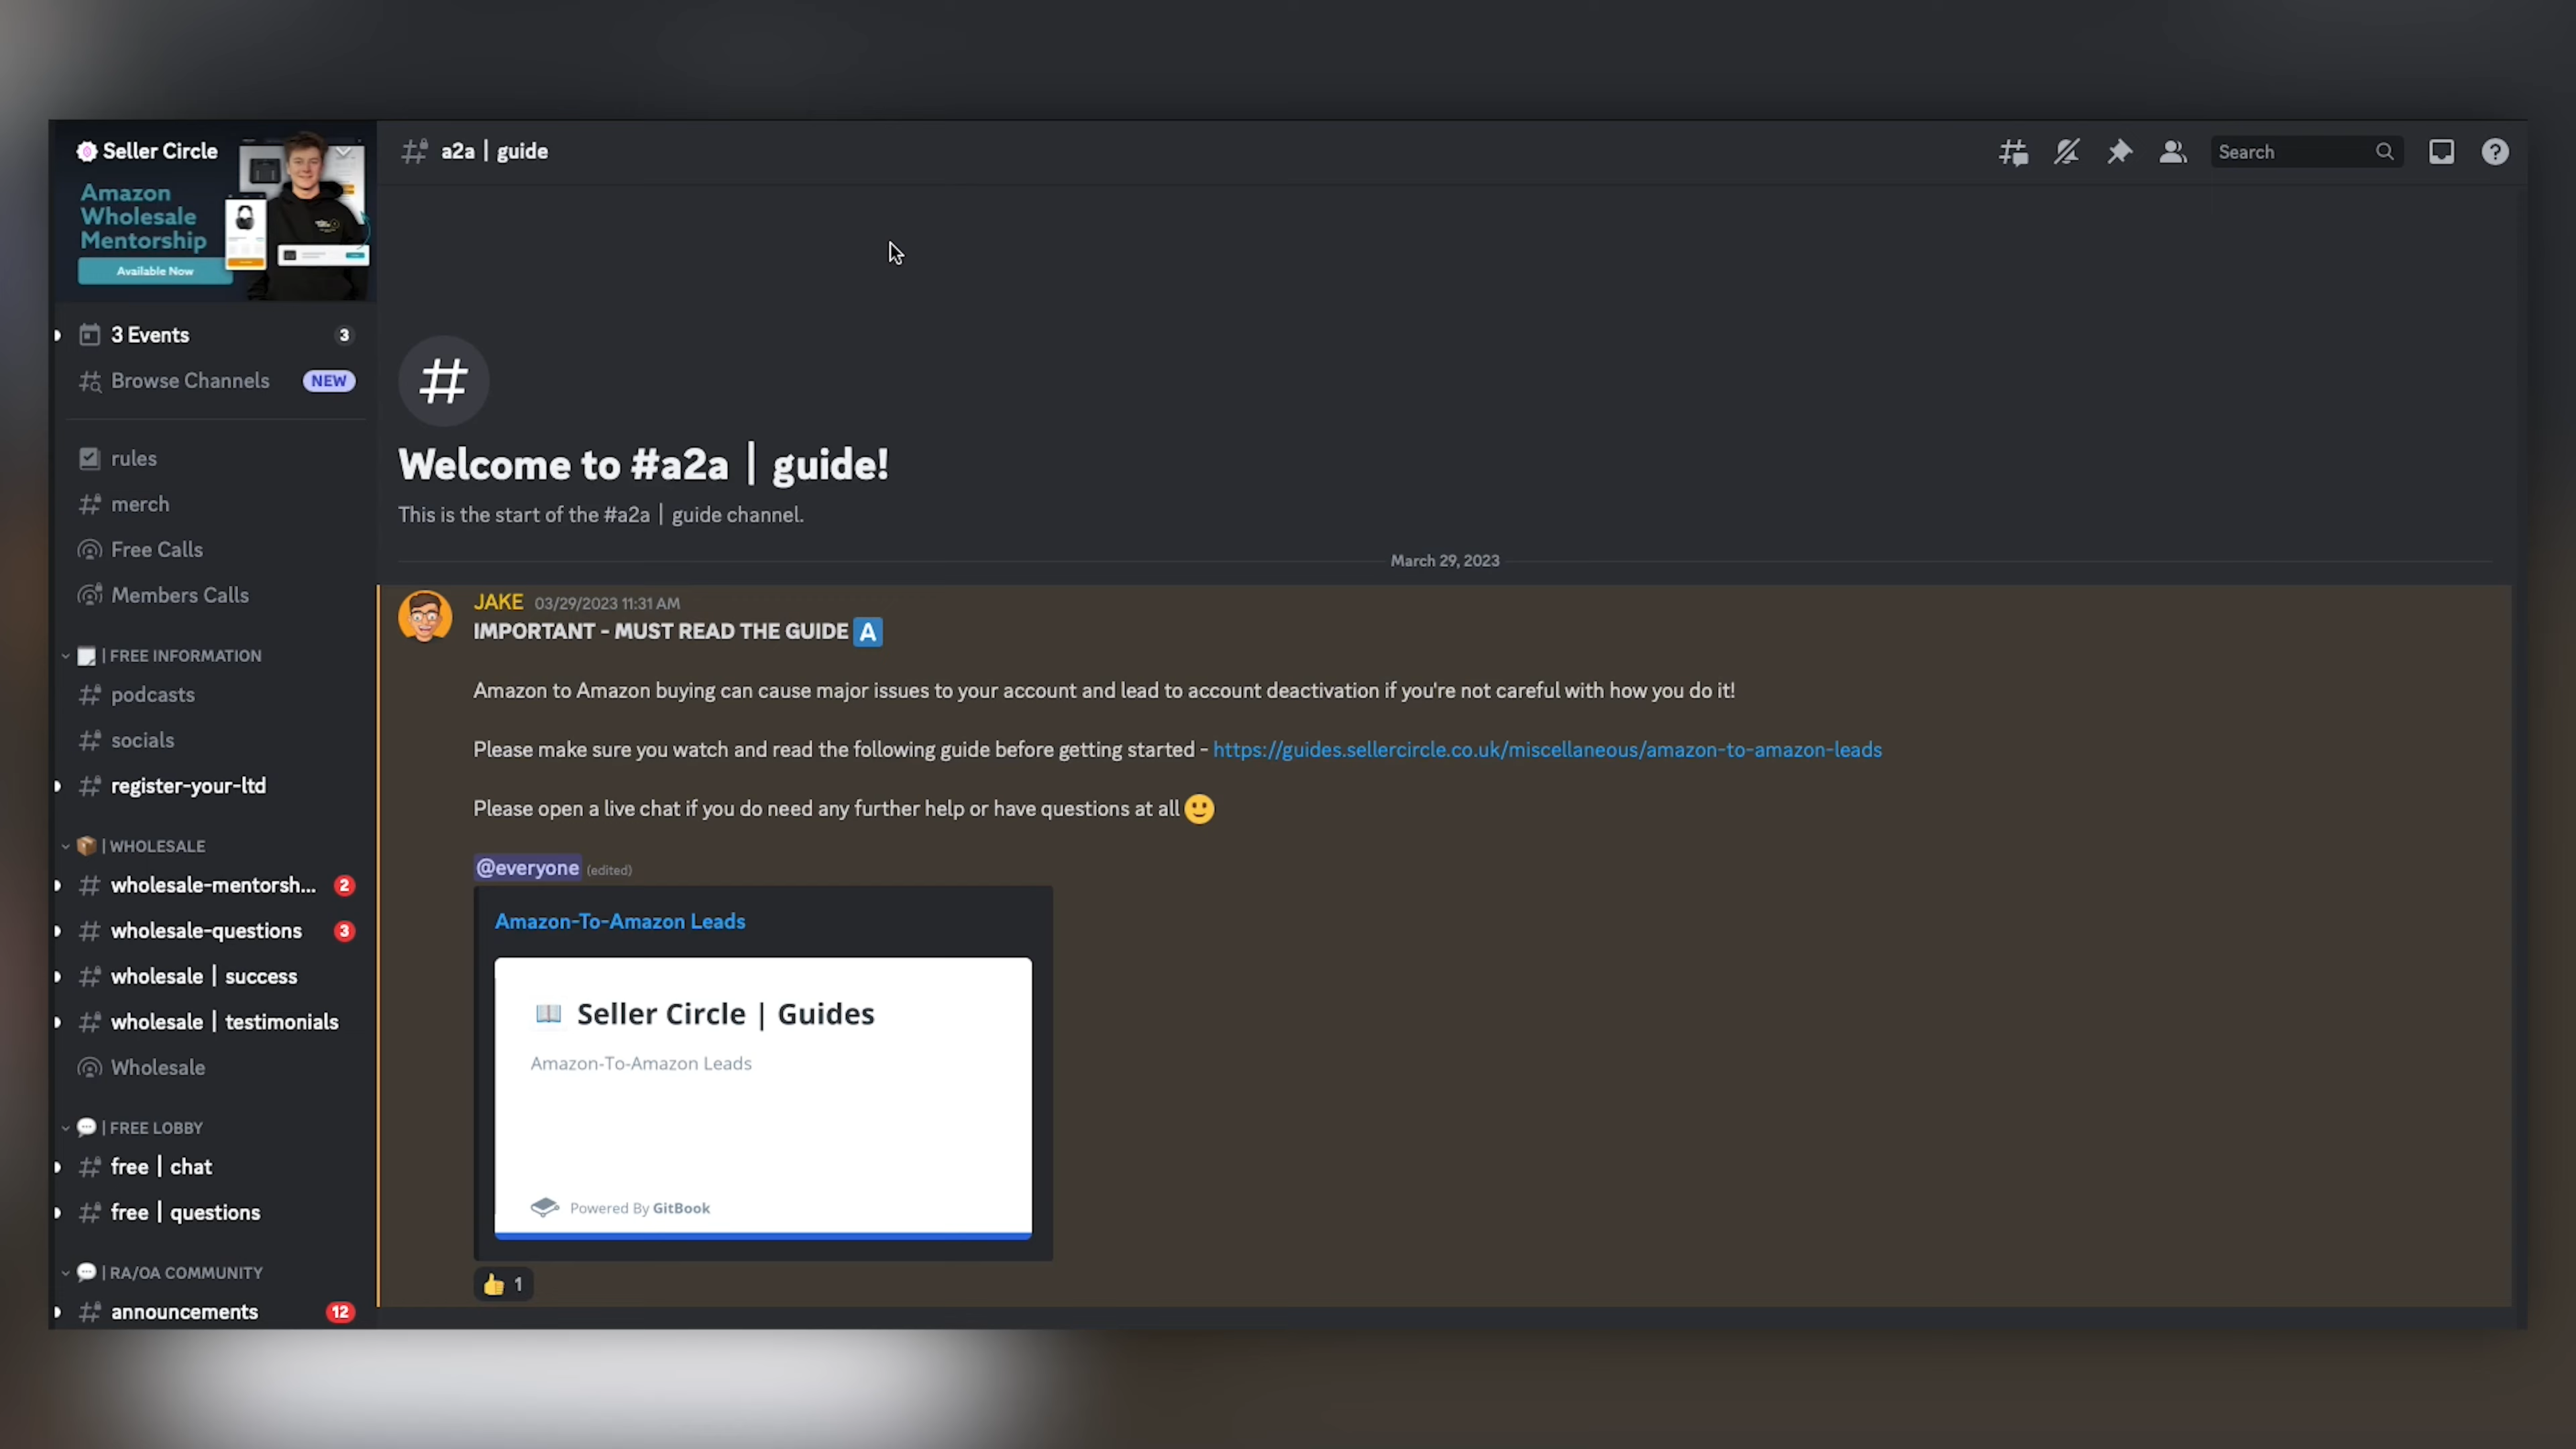 Seller Circle
Amazon
Wholesale
Mentorship
Available Now
3 Events
3
Browse Channels
NEW
rules
merch
Free Calls
Members Calls
| FREE INFORMATION
podcasts
socials
register-your-ltd
| WHOLESALE
wholesale-mentorsh...
2
wholesale-questions
3
wholesale | success
wholesale | testimonials
Wholesale
| FREE LOBBY
free | chat
free | questions
| RA/OA COMMUNITY
announcements
12
a2a | guide
Search
#
Welcome to #a2a | guide!
This is the start of the #a2a | guide channel.
March 29, 2023
JAKE 03/29/2023 11:31 AM
IMPORTANT - MUST READ THE GUIDE 🅰
Amazon to Amazon buying can cause major issues to your account and lead to account deactivation if you're not careful with how you do it!
Please make sure you watch and read the following guide before getting started - https://guides.sellercircle.co.uk/miscellaneous/amazon-to-amazon-leads
Please open a live chat if you do need any further help or have questions at all 🙂
@everyone (edited)
Amazon-To-Amazon Leads
📖 Seller Circle | Guides
Amazon-To-Amazon Leads
Powered By GitBook
👍 1